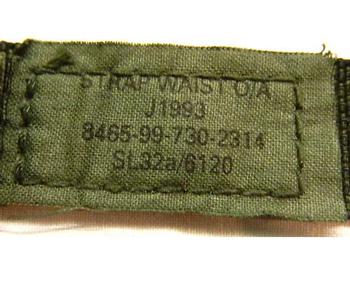 STRAP WAIST O/A
J1993
8465-99-730-2314
SL32a/6120